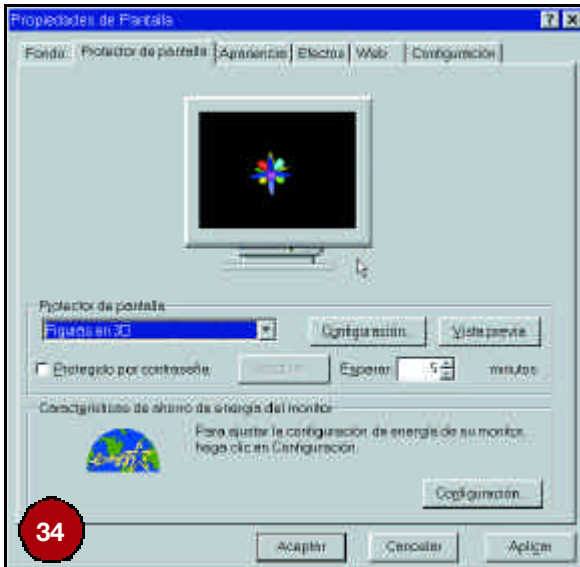 Propiedades de Pantalla
Fondo Protector de pantalla Apariencia Efectos Web Configuración
Protector de pantalla
Figuras en 3D Configuración... Vista previa
Protegido por contraseña Esperar 5 minutos
Características de ahorro de energía del monitor
Para ajustar la configuración de energía de su monitor,
haga clic en Configuración.
Configuración...
34
Aceptar Cancelar Aplicar